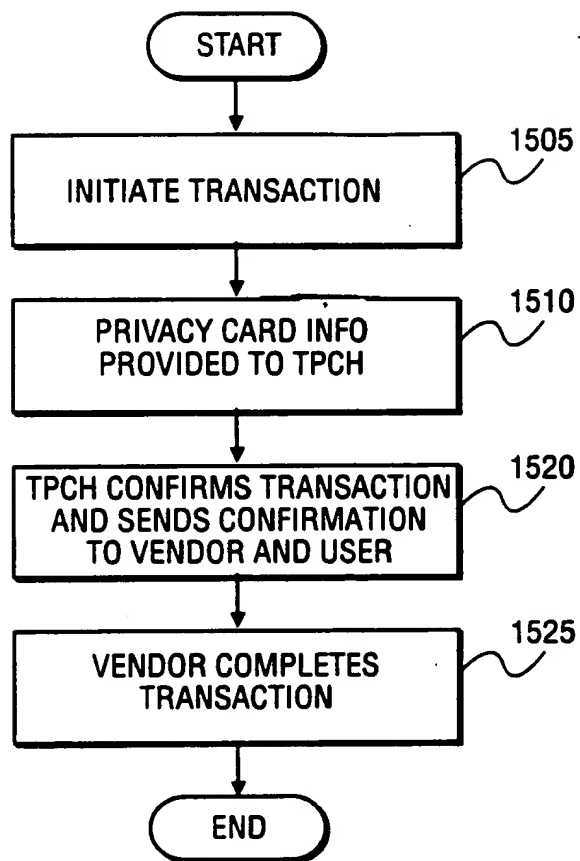 START
1505
INITIATE TRANSACTION
1510
PRIVACY CARD INFO
PROVIDED TO TPCH
1520
TPCH CONFIRMS TRANSACTION
AND SENDS CONFIRMATION
TO VENDOR AND USER
1525
VENDOR COMPLETES
TRANSACTION
END